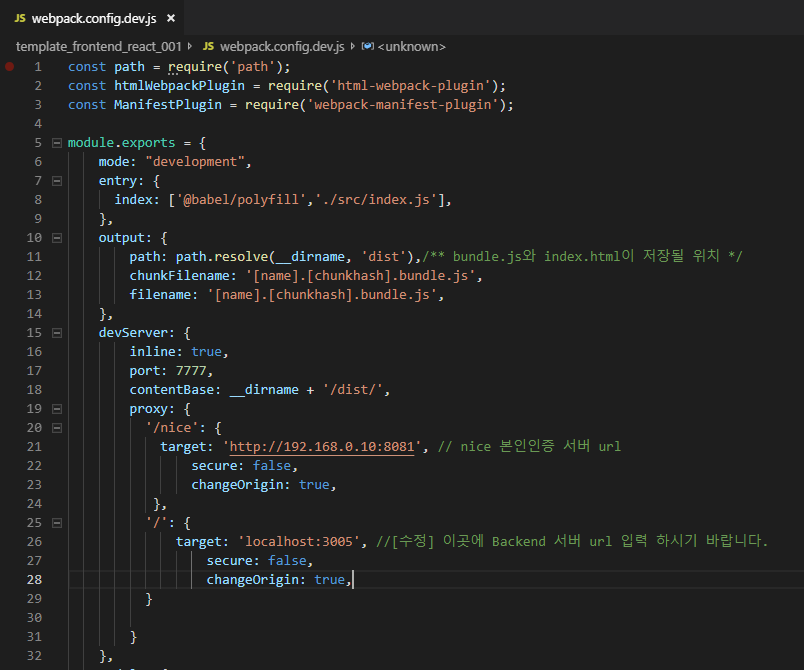 JS webpack.config.dev.js ×
template_frontend_react_001 JS webpack.config.dev.js <unknown>
1 const path = require('path');
2 const htmlWebpackPlugin = require('html-webpack-plugin');
3 const ManifestPlugin = require('webpack-manifest-plugin');
4
5 module.exports = {
6 mode: "development",
7 entry: {
8 index: ['@babel/polyfill','./src/index.js'],
9 },
10 output: {
11 path: path.resolve(__dirname, 'dist'),/** bundle.js와 index.html이 저장될 위치 */
12 chunkFilename: '[name].[chunkhash].bundle.js',
13 filename: '[name].[chunkhash].bundle.js',
14 },
15 devServer: {
16 inline: true,
17 port: 7777,
18 contentBase: __dirname + '/dist/',
19 proxy: {
20 '/nice': {
21 target: 'http://192.168.0.10:8081', // nice 본인인증 서버 url
22 secure: false,
23 changeOrigin: true,
24 },
25 '/': {
26 target: 'localhost:3005', //[수정] 이곳에 Backend 서버 url 입력 하시기 바랍니다.
27 secure: false,
28 changeOrigin: true,
29 }
30
31 }
32 },